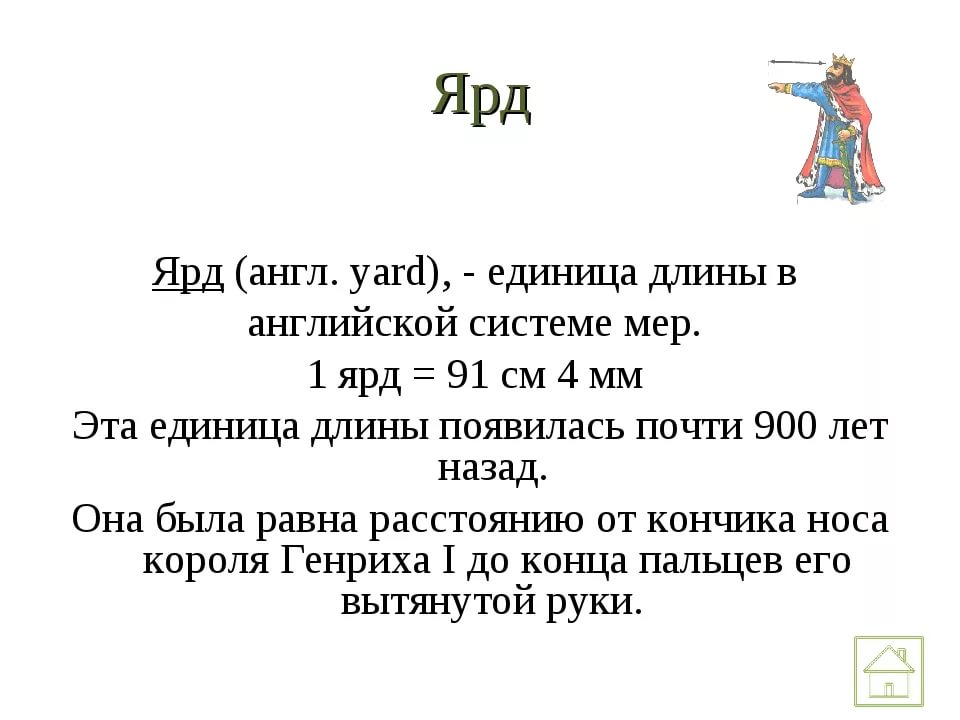 Ярд
Ярд (англ. yard), - единица длины в
английской системе мер.
1 ярд = 91 см 4 мм
Эта единица длины появилась почти 900 лет
назад.
Она была равна расстоянию от кончика носа
короля Генриха I до конца пальцев его
вытянутой руки.